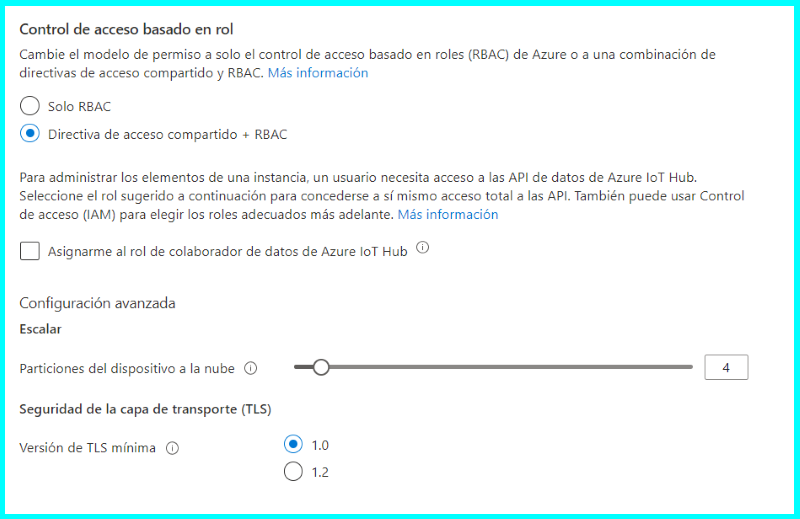 Control de acceso basado en rol
Cambie el modelo de permiso a solo el control de acceso basado en roles (RBAC) de Azure o a una combinación de
directivas de acceso compartido y RBAC. Más información
Solo RBAC
Directiva de acceso compartido + RBAC
Para administrar los elementos de una instancia, un usuario necesita acceso a las API de datos de Azure IoT Hub.
Seleccione el rol sugerido a continuación para concederse a sí mismo acceso total a las API. También puede usar Control
de acceso (IAM) para elegir los roles adecuados más adelante. Más información
Asignarme al rol de colaborador de datos de Azure IoT Hub
Configuración avanzada
Escalar
Particiones del dispositivo a la nube 4
Seguridad de la capa de transporte (TLS)
Versión de TLS mínima 1.0
1.2